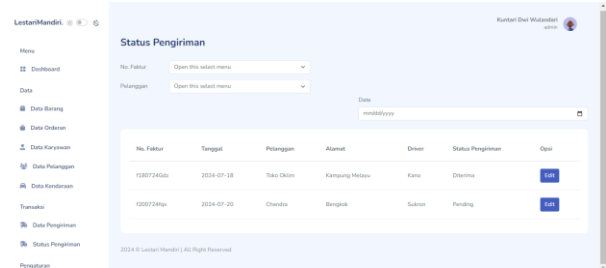 LestariMandiri.
Kuntari Dwi Wulandari
admin
Status Pengiriman
Menu
Dashboard
Data
Data Barang
Data Orderan
Data Karyawan
Data Pelanggan
Data Kendaraan
Transaksi
Data Pengiriman
Status Pengiriman
Pengaturan
No. Faktur Open this select menu
Pelanggan Open this select menu
Date
mm/dd/yyyy
No. Faktur Tanggal Pelanggan Alamat Driver Status Pengiriman Opsi
2024-07-18 Toko Oklim Kampung Melayu Kano Diterima Edit
2024-07-20 Chandra Bengkok Sukron Pending Edit
2024 © Lestari Mandiri | All Right Reserved